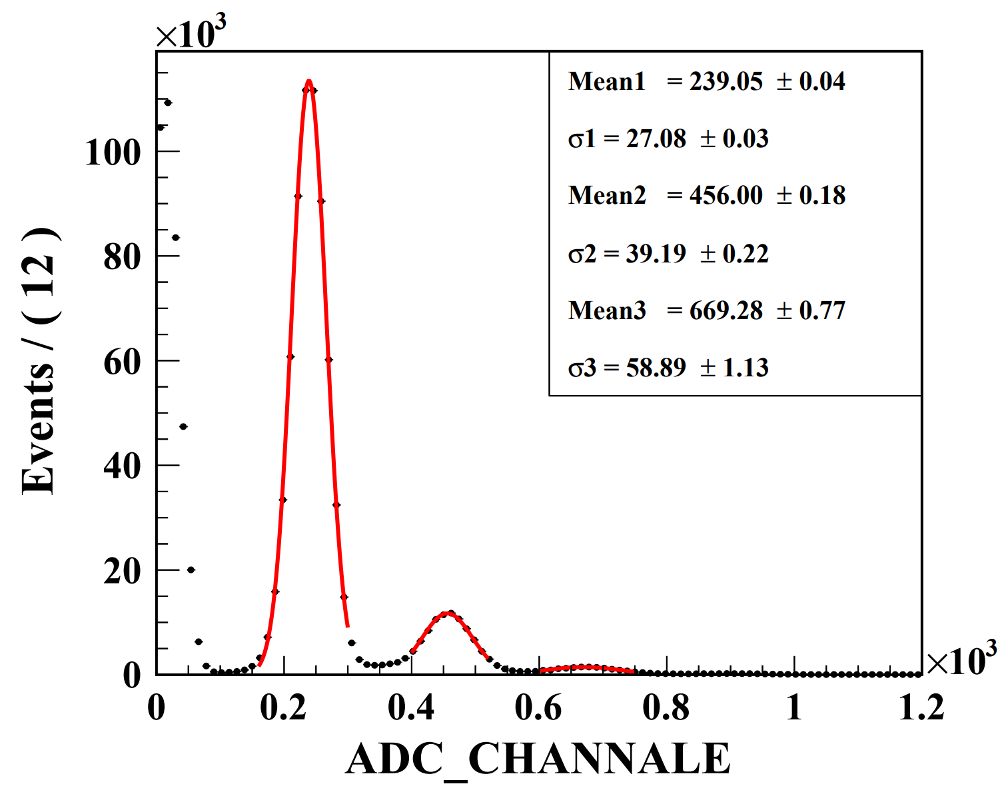 ×10³
Mean1 = 239.05 ± 0.04
σ1 = 27.08 ± 0.03
Mean2 = 456.00 ± 0.18
σ2 = 39.19 ± 0.22
Mean3 = 669.28 ± 0.77
σ3 = 58.89 ± 1.13
Events / ( 12 )
100
80
60
40
20
0
0 0.2 0.4 0.6 0.8 1 1.2
×10³
ADC_CHANNALE